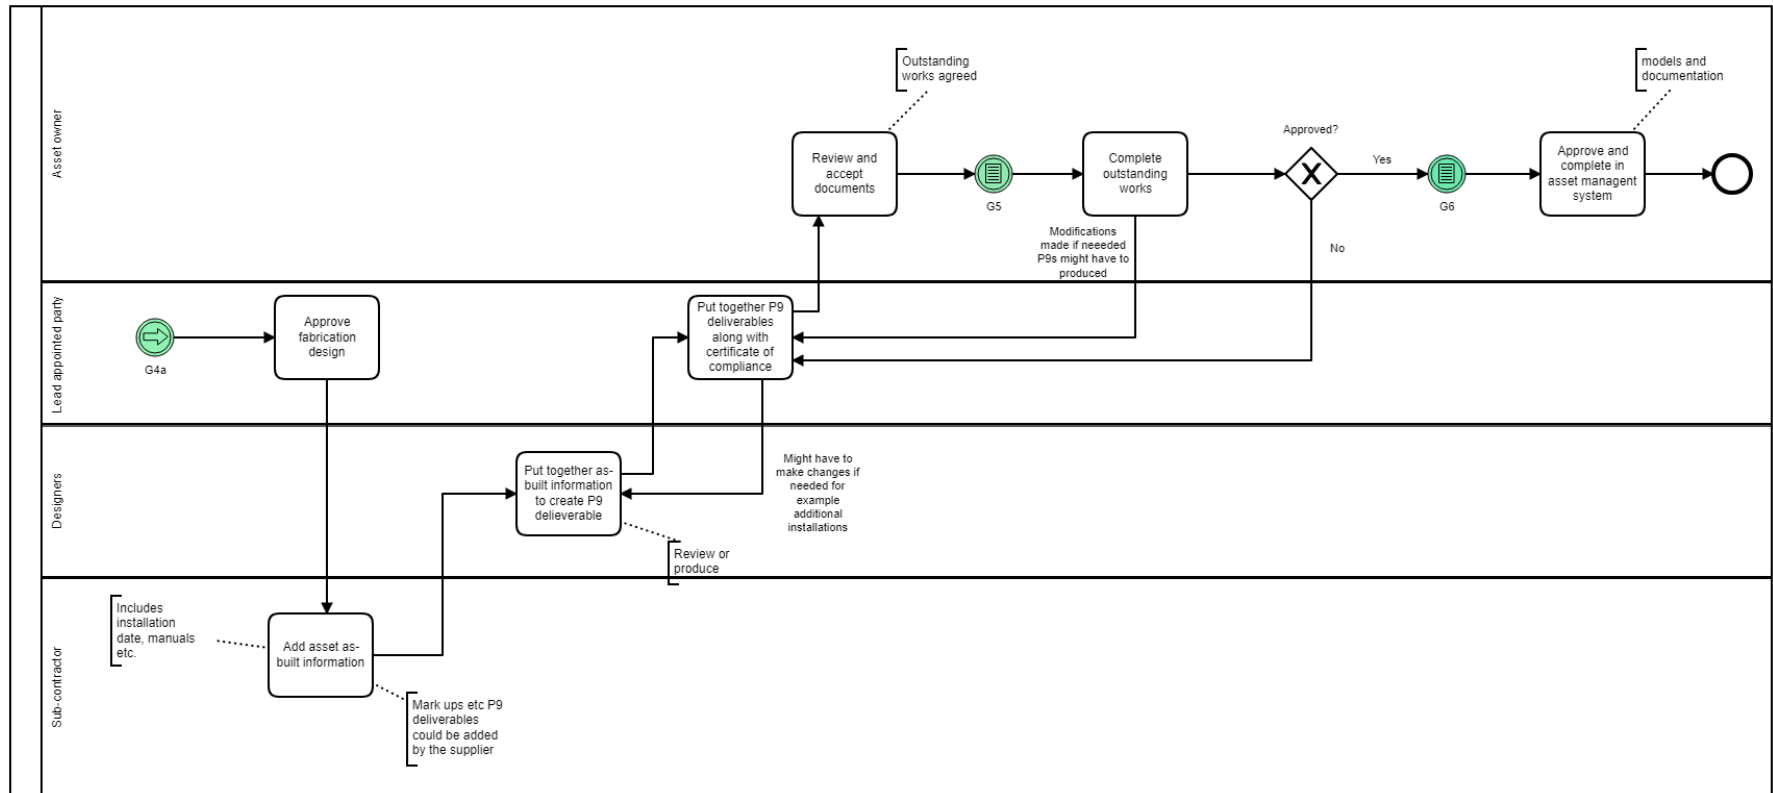 Asset owner
Outstanding
works agreed
models and
documentation
Review and
accept
documents
G5
Complete
outstanding
works
Approved?
Yes
No
G6
Approve and
complete in
asset managent
system
Modifications
made if neeeded
P9s might have to
produced
Lead appointed party
G4a
Approve
fabrication
design
Put together P9
deliverables
along with
certificate of
compliance
Designers
Put together as-
built information
to create P9
delieverable
Might have to
make changes if
needed for
example
additional
installations
Review or
produce
Sub-contractor
Includes
installation
date, manuals
etc.
Add asset as-
built information
Mark ups etc P9
deliverables
could be added
by the supplier